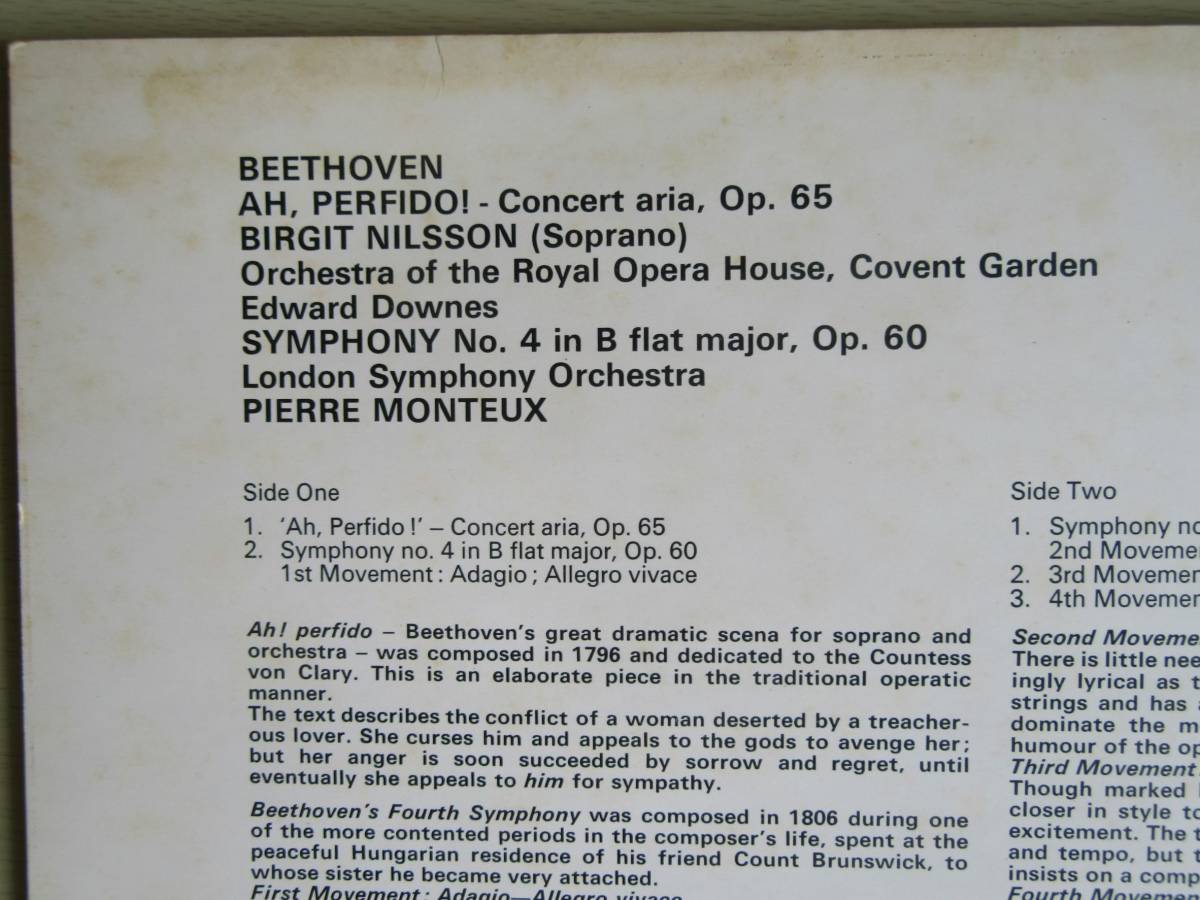 BEETHOVEN
AH, PERFIDO! - Concert aria, Op. 65
BIRGIT NILSSON (Soprano)
Orchestra of the Royal Opera House, Covent Garden
Edward Downes
SYMPHONY No. 4 in B flat major, Op. 60
London Symphony Orchestra
PIERRE MONTEUX
Side One
1. 'Ah, Perfido !' – Concert aria, Op. 65
2. Symphony no. 4 in B flat major, Op. 60
1st Movement : Adagio ; Allegro vivace
Ah! perfido – Beethoven's great dramatic scena for soprano and
orchestra – was composed in 1796 and dedicated to the Countess
von Clary. This is an elaborate piece in the traditional operatic
manner.
The text describes the conflict of a woman deserted by a treacher-
ous lover. She curses him and appeals to the gods to avenge her;
but her anger is soon succeeded by sorrow and regret, until
eventually she appeals to him for sympathy.
Beethoven's Fourth Symphony was composed in 1806 during one
of the more contented periods in the composer's life, spent at the
peaceful Hungarian residence of his friend Count Brunswick, to
whose sister he became very attached.
First Movement : Adagio—Allegro vivace
Side Two
1. Symphony no
2nd Moveme
2. 3rd Movemer
3. 4th Movemer
Second Moveme
There is little nee
ingly lyrical as t
strings and has
dominate the m
humour of the op
Third Movement
Though marked
closer in style to
excitement. The t
and tempo, but t
insists on a comp
Fourth Movemen